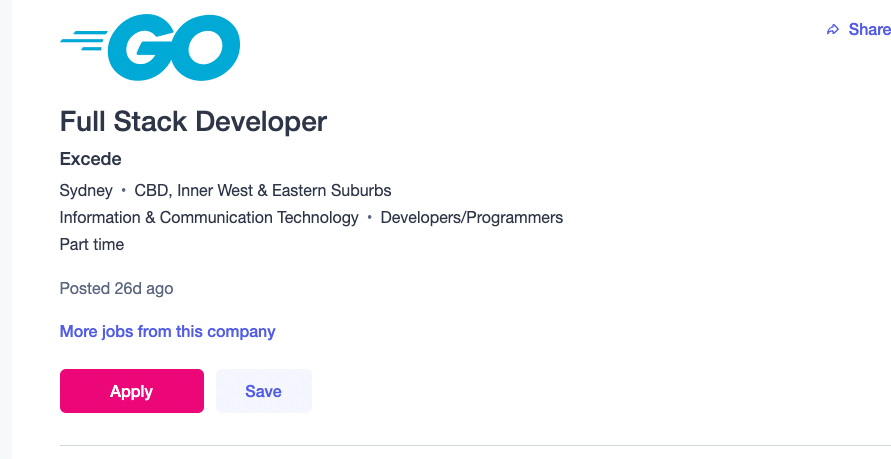 GO
Share
Full Stack Developer
Excede
Sydney • CBD, Inner West & Eastern Suburbs
Information & Communication Technology • Developers/Programmers
Part time
Posted 26d ago
More jobs from this company
Apply
Save